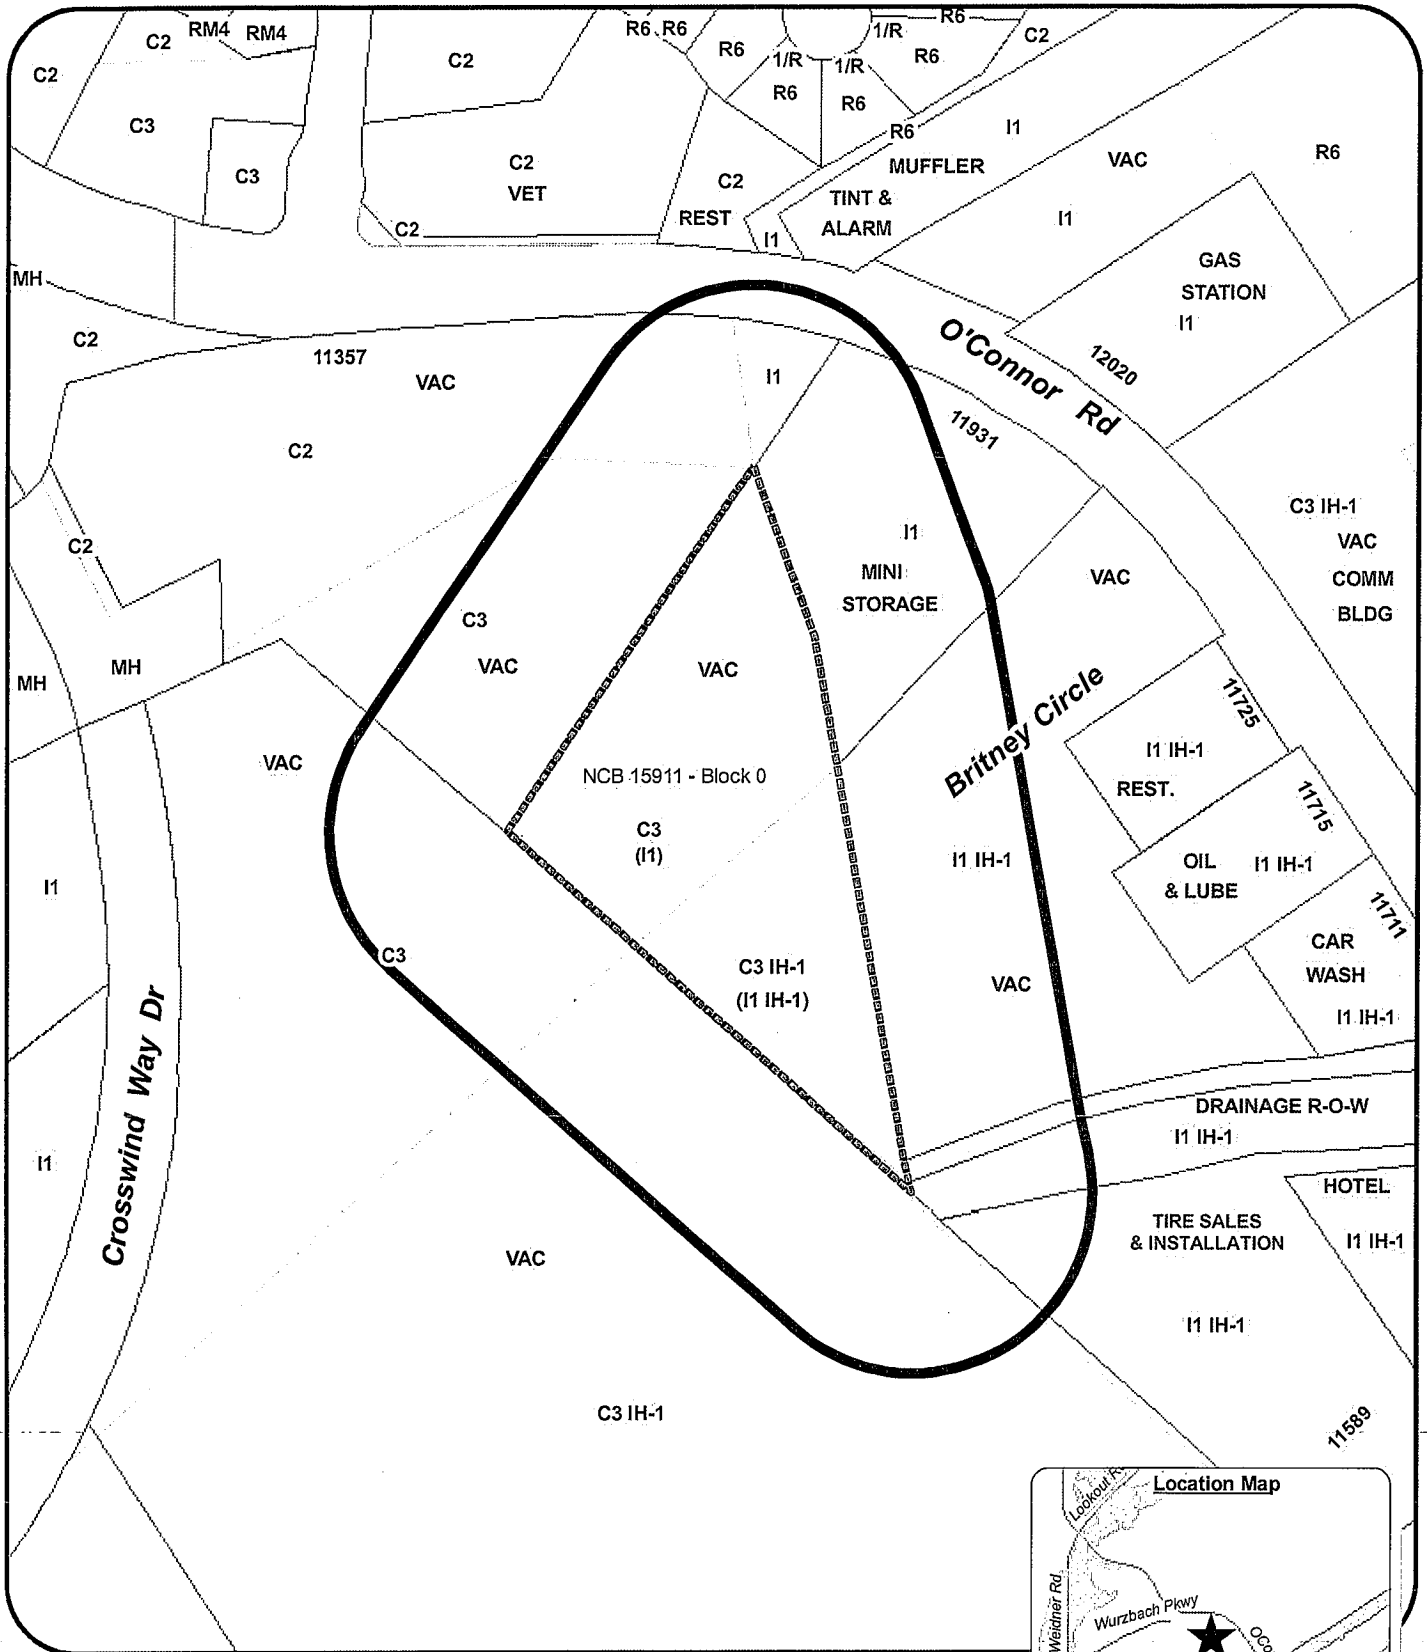 RM4
RM4
C2
C2
C2
R6
R6
R6
R6
1/R
R6
C2
1/R
1/R
R6
R6
C3
C3
C2
VET
C2
REST
R6
I1
MUFFLER
TINT &
ALARM
VAC
R6
I1
C2
I1
GAS
STATION
I1
MH
C2
11357
VAC
I1
O'Connor Rd
12020
11931
C2
C2
I1
MINI
STORAGE
VAC
C3 IH-1
VAC
COMM
BLDG
C3
VAC
VAC
MH
MH
VAC
Britney Circle
11725
I1 IH-1
REST.
NCB 15911 - Block 0
C3
(I1)
11715
OIL
& LUBE
I1 IH-1
I1 IH-1
I1
11711
CAR
WASH
I1 IH-1
C3
C3 IH-1
(I1 IH-1)
VAC
Crosswind Way Dr
DRAINAGE R-O-W
I1 IH-1
I1
HOTEL
I1 IH-1
TIRE SALES
& INSTALLATION
VAC
I1 IH-1
C3 IH-1
11589
Location Map
Lookout R
Weidner Rd
Wurzbach Pkwy
OCo